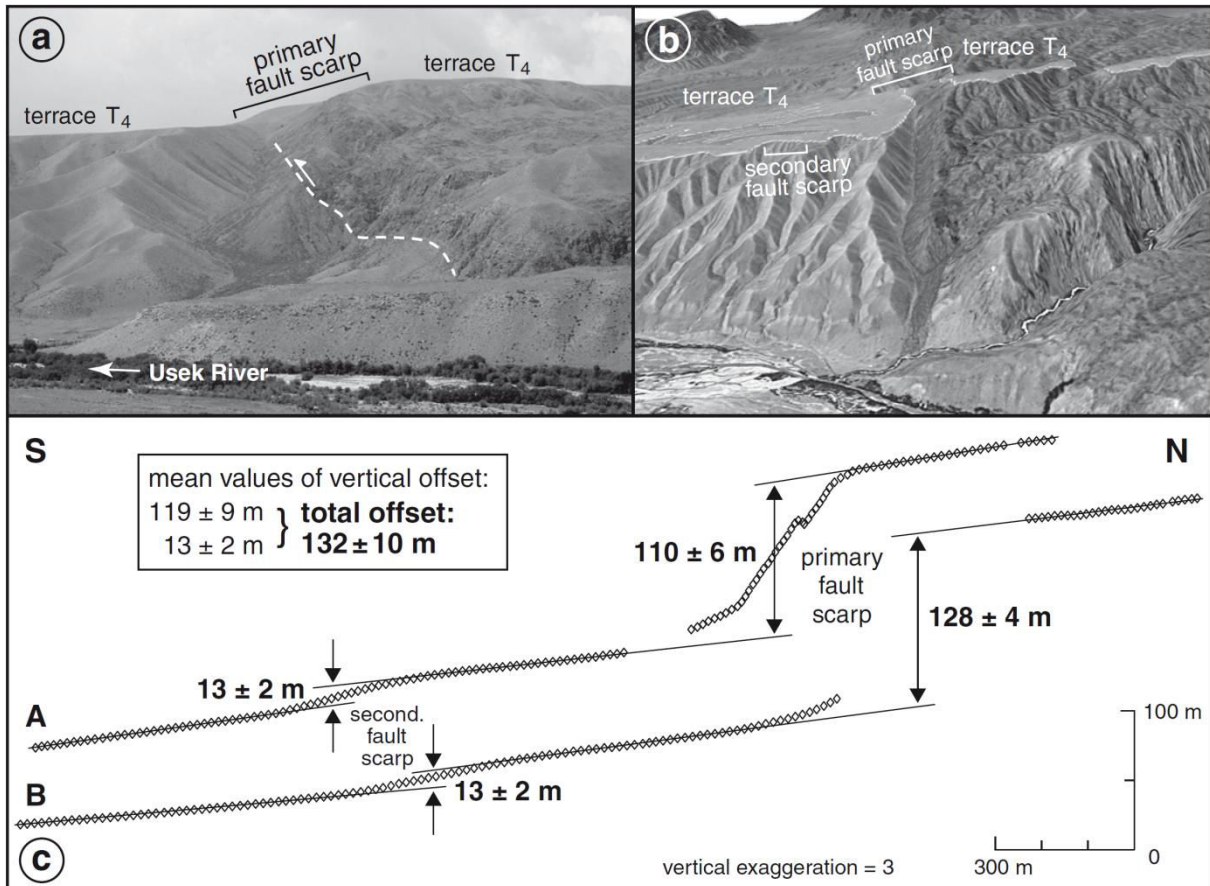 a
primary
fault scarp
terrace T₄
terrace T₄
Usek River
b
primary
fault scarp
terrace T₄
terrace T₄
secondary
fault scarp
S
N
mean values of vertical offset:
119 ± 9 m } total offset:
13 ± 2 m 132 ± 10 m
110 ± 6 m
primary
fault
scarp
128 ± 4 m
13 ± 2 m
A
second.
fault
scarp
100 m
B
13 ± 2 m
0
c
vertical exaggeration = 3
300 m